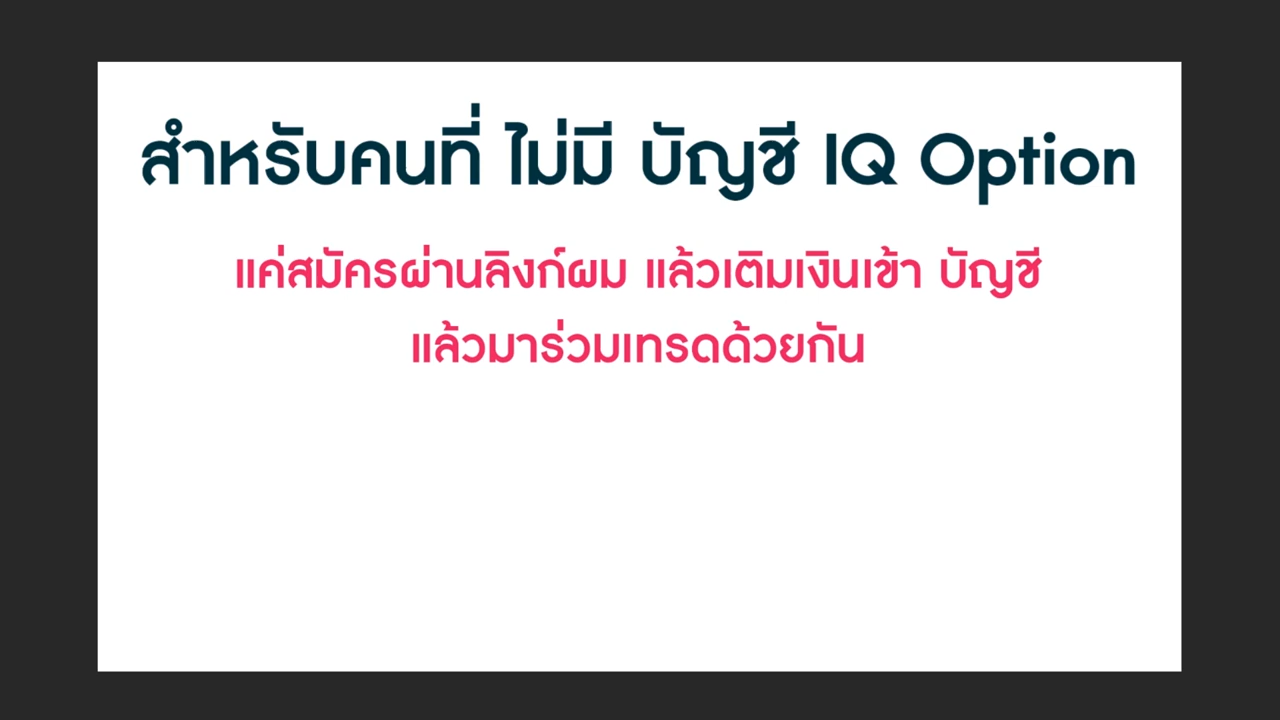 สำหรับคนที่ ไม่มี บัญชี IQ Option
แค่สมัครผ่านลิงก์ผม แล้วเติมเงินเข้า บัญชี
แล้วมาร่วมเทรดด้วยกัน